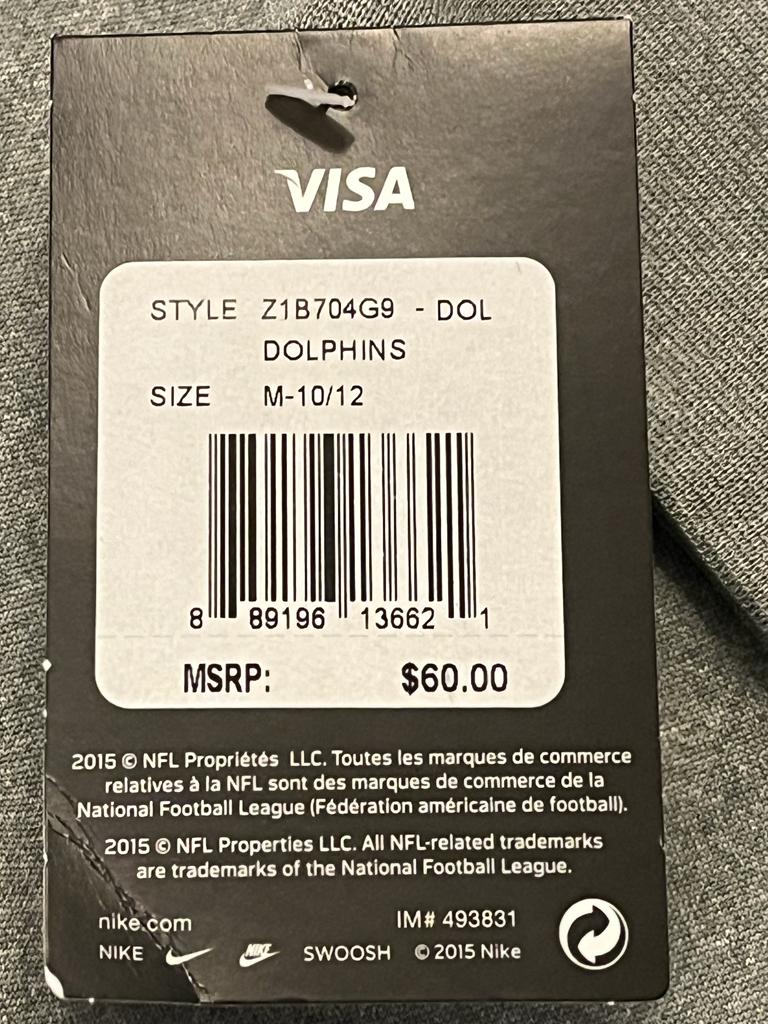 VISA
STYLE Z1B704G9 - DOL
DOLPHINS
SIZE M-10/12
8 89196 13662 1
MSRP: $60.00
2015 © NFL Propriétés LLC. Toutes les marques de commerce
relatives à la NFL sont des marques de commerce de la
National Football League (Fédération américaine de football).
2015 © NFL Properties LLC. All NFL-related trademarks
are trademarks of the National Football League.
nike.com IM# 493831
NIKE NIKE SWOOSH © 2015 Nike